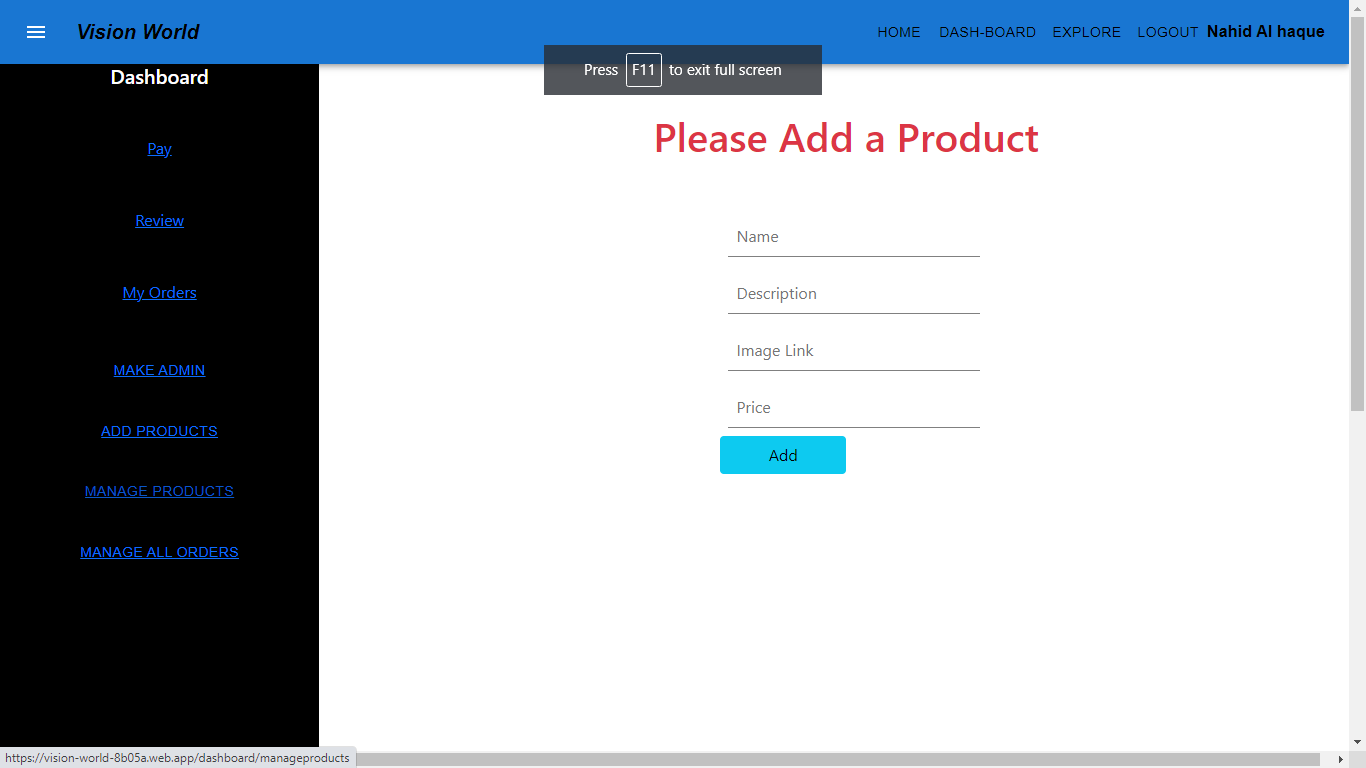 Vision World
HOME DASH-BOARD EXPLORE LOGOUT Nahid Al haque
Press F11 to exit full screen
Dashboard
Pay
Review
My Orders
MAKE ADMIN
ADD PRODUCTS
MANAGE PRODUCTS
MANAGE ALL ORDERS
Please Add a Product
Name
Description
Image Link
Price
Add
https://vision-world-8b05a.web.app/dashboard/manageproducts